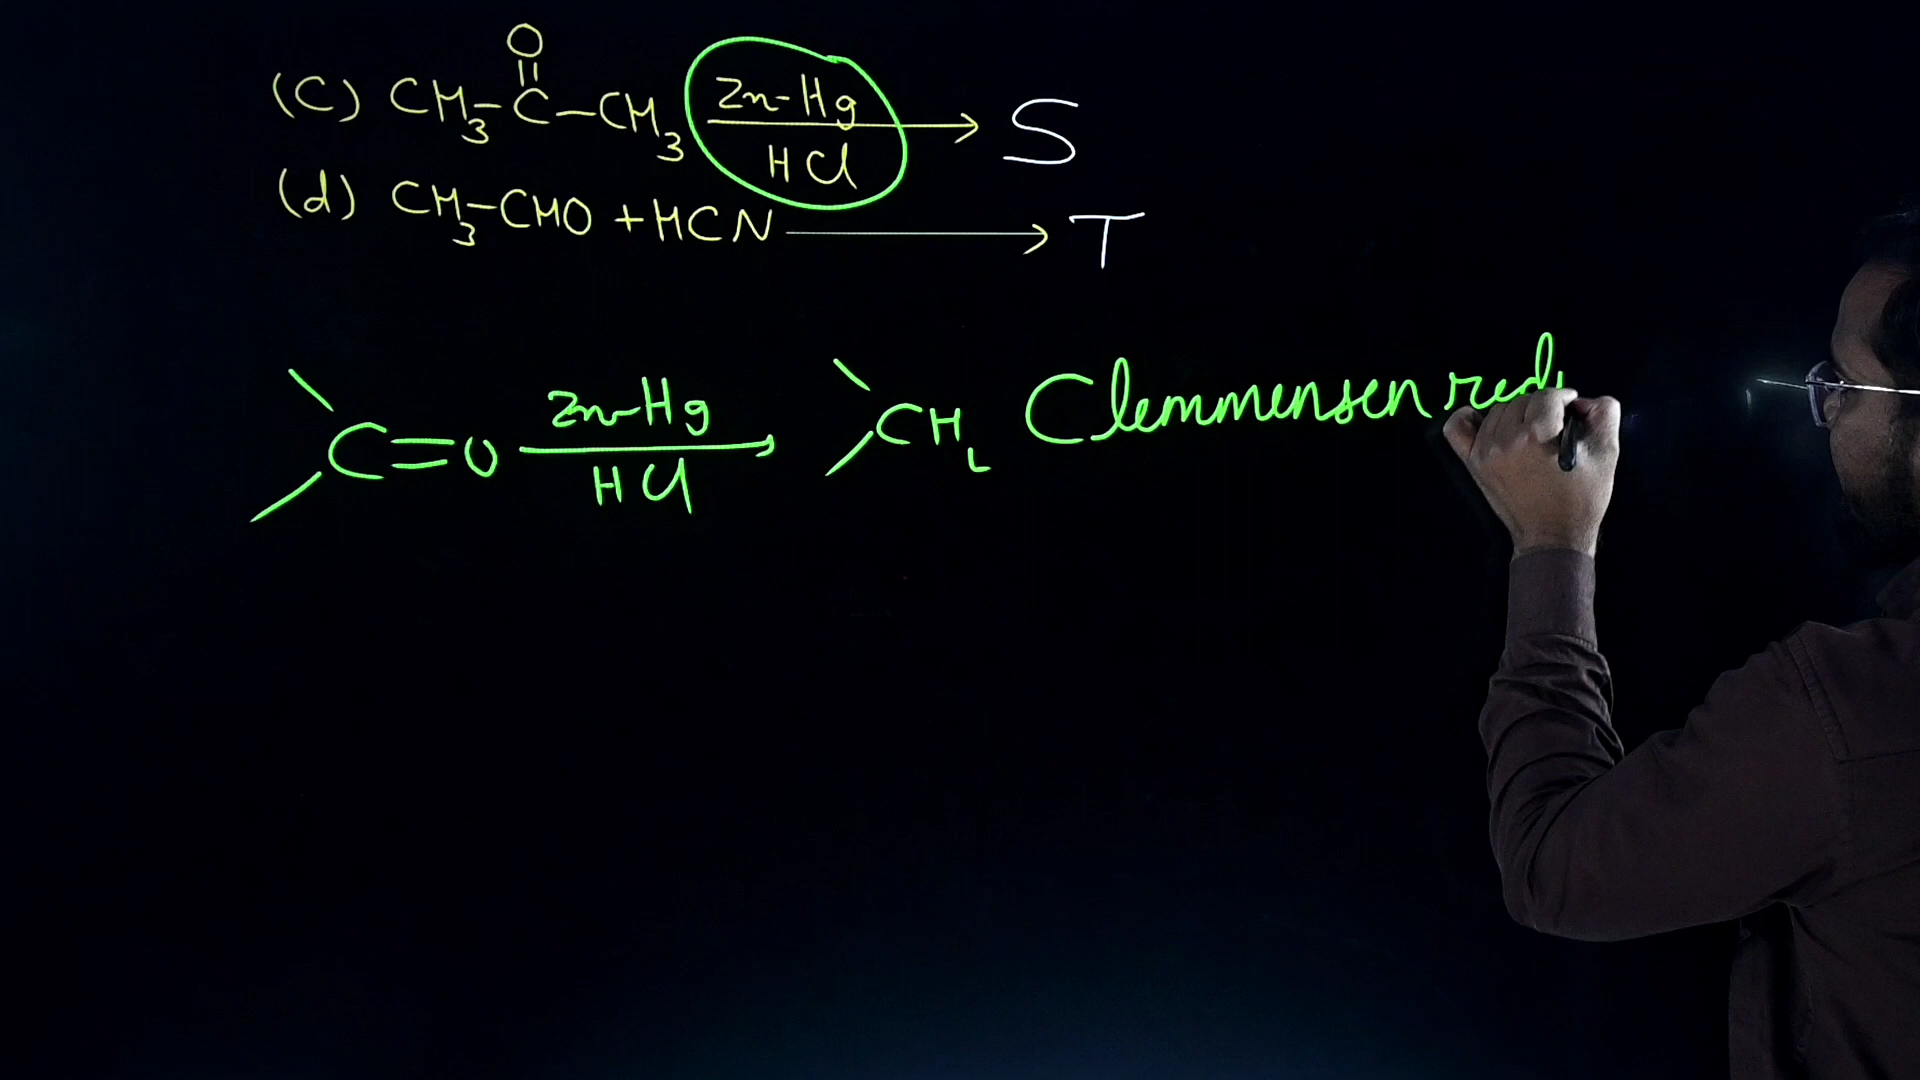 O
(C) CH3-C-CH3 Zn-Hg → S
HCl
(d) CH3-CHO + HCN → T
C=O Zn-Hg → CH2 Clemmensen red
HCl